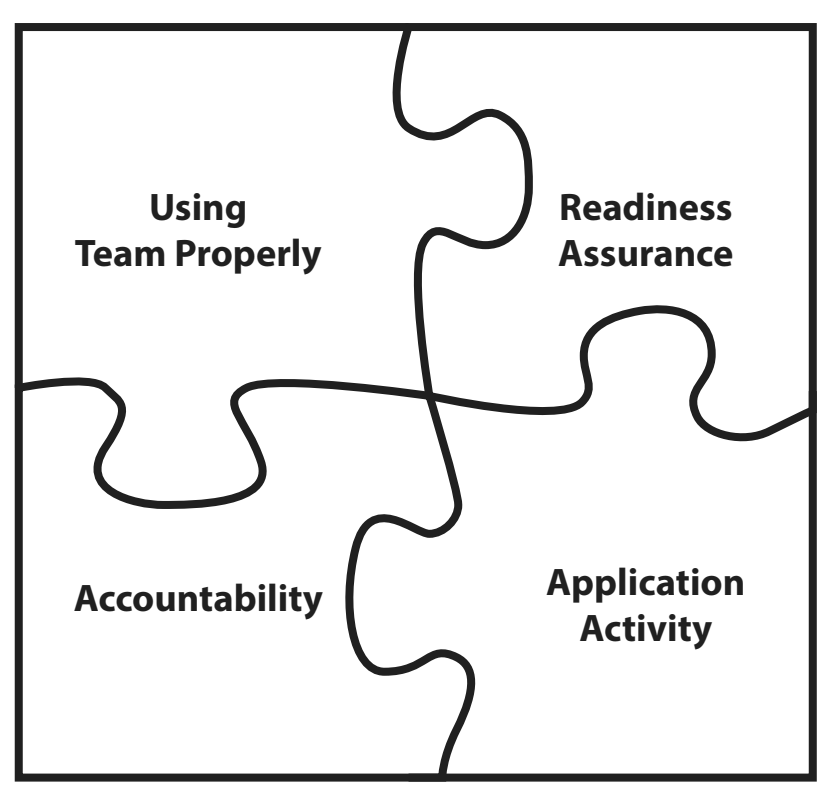 Using
Team Properly
Readiness
Assurance
Accountability
Application
Activity